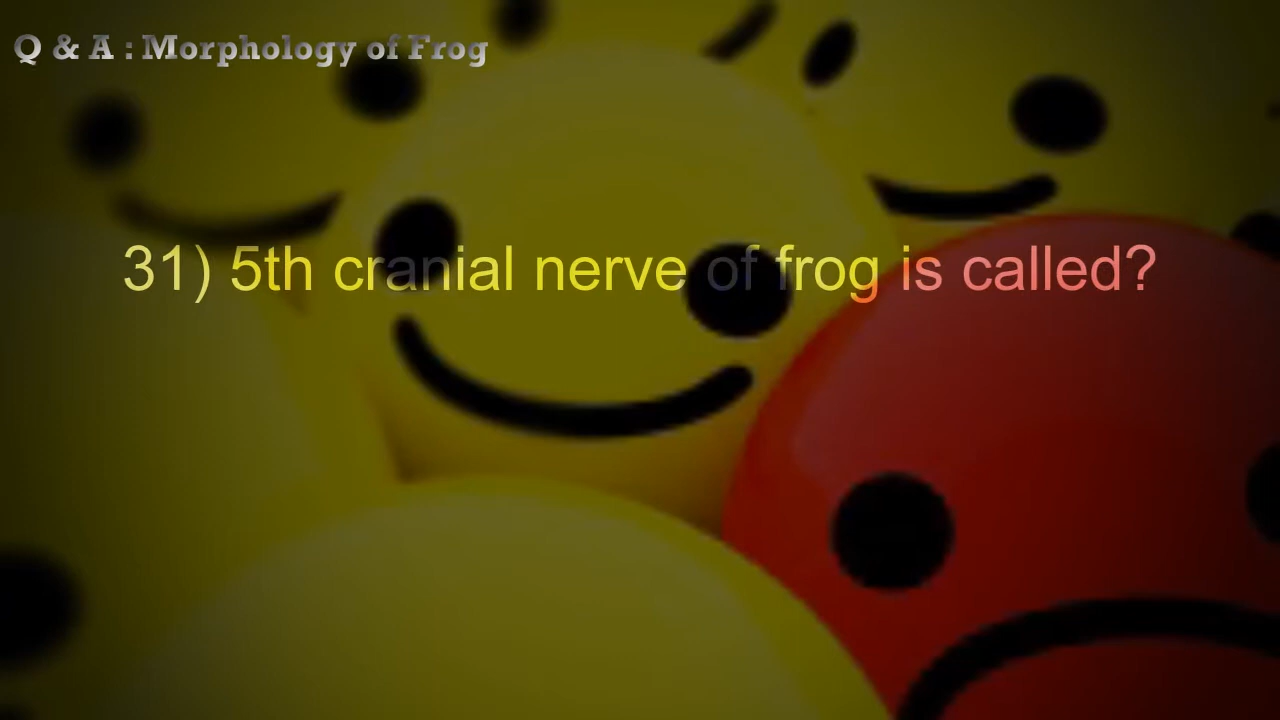 Q & A : Morphology of Frog
31) 5th cranial nerve of frog is called?